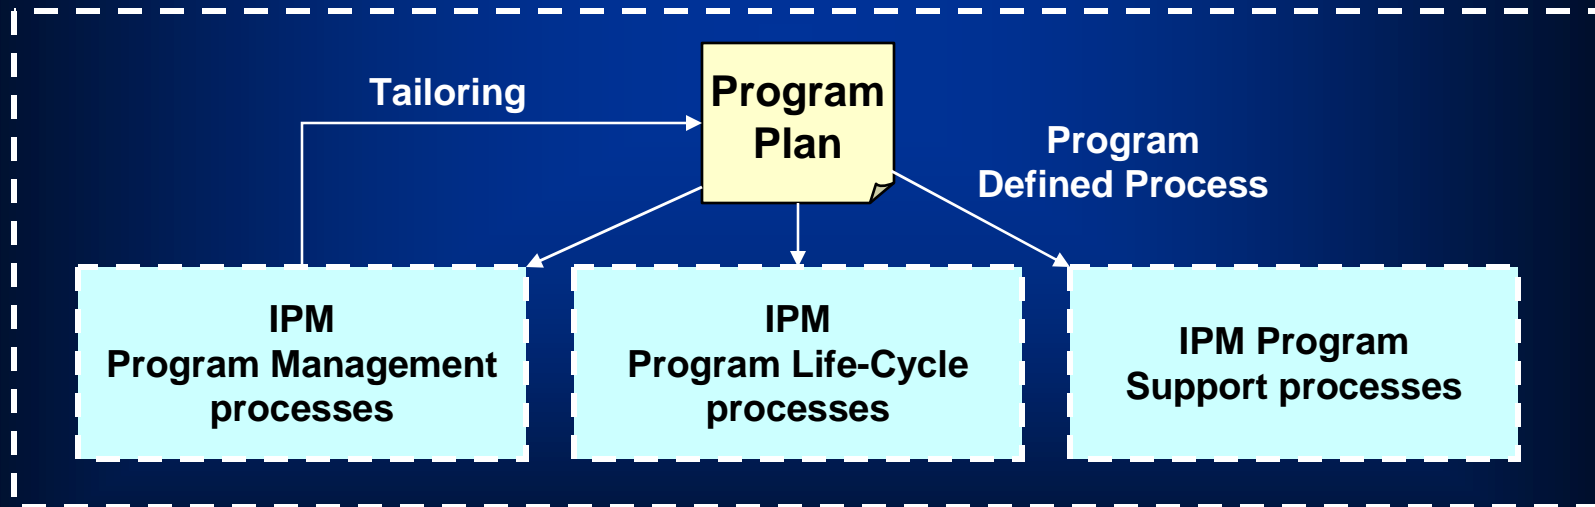 Tailoring
Program
Plan
Program
Defined Process
IPM
Program Management
processes
IPM
Program Life-Cycle
processes
IPM Program
Support processes